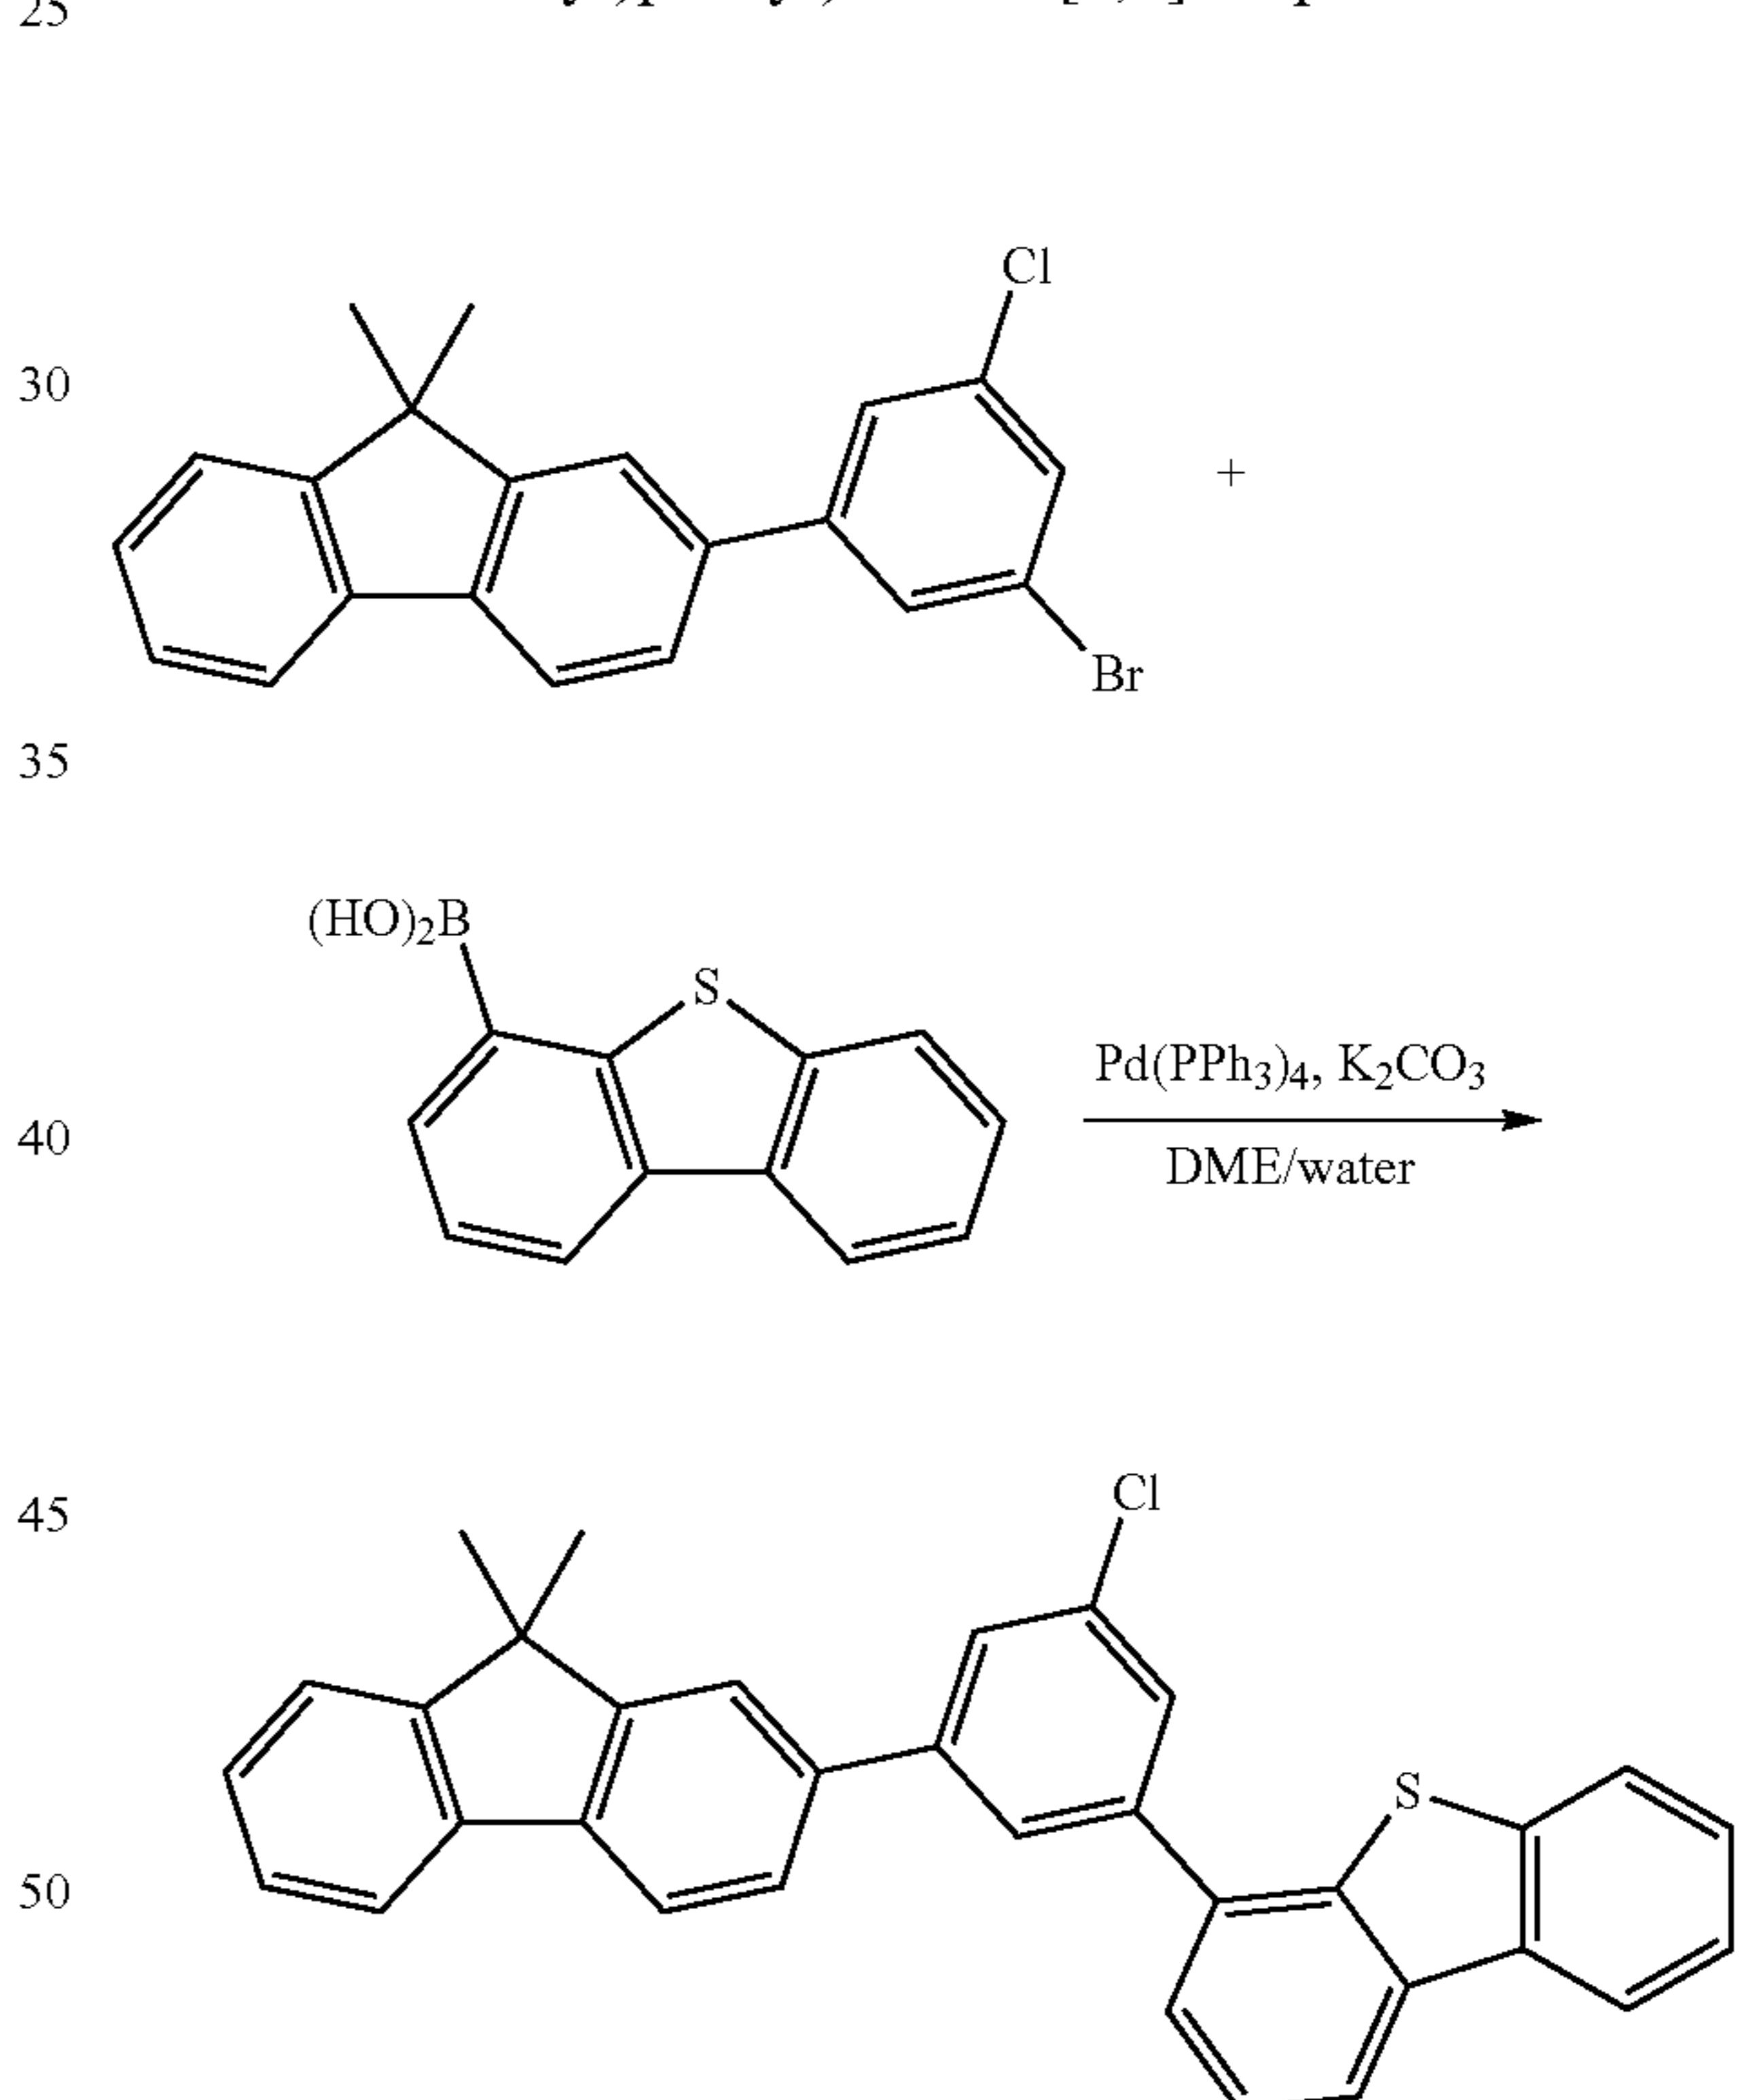 25
Cl
30
+
Br
35
(HO)2B
S
Pd(PPh3)4, K2CO3
40
DME/water
45
Cl
S
50